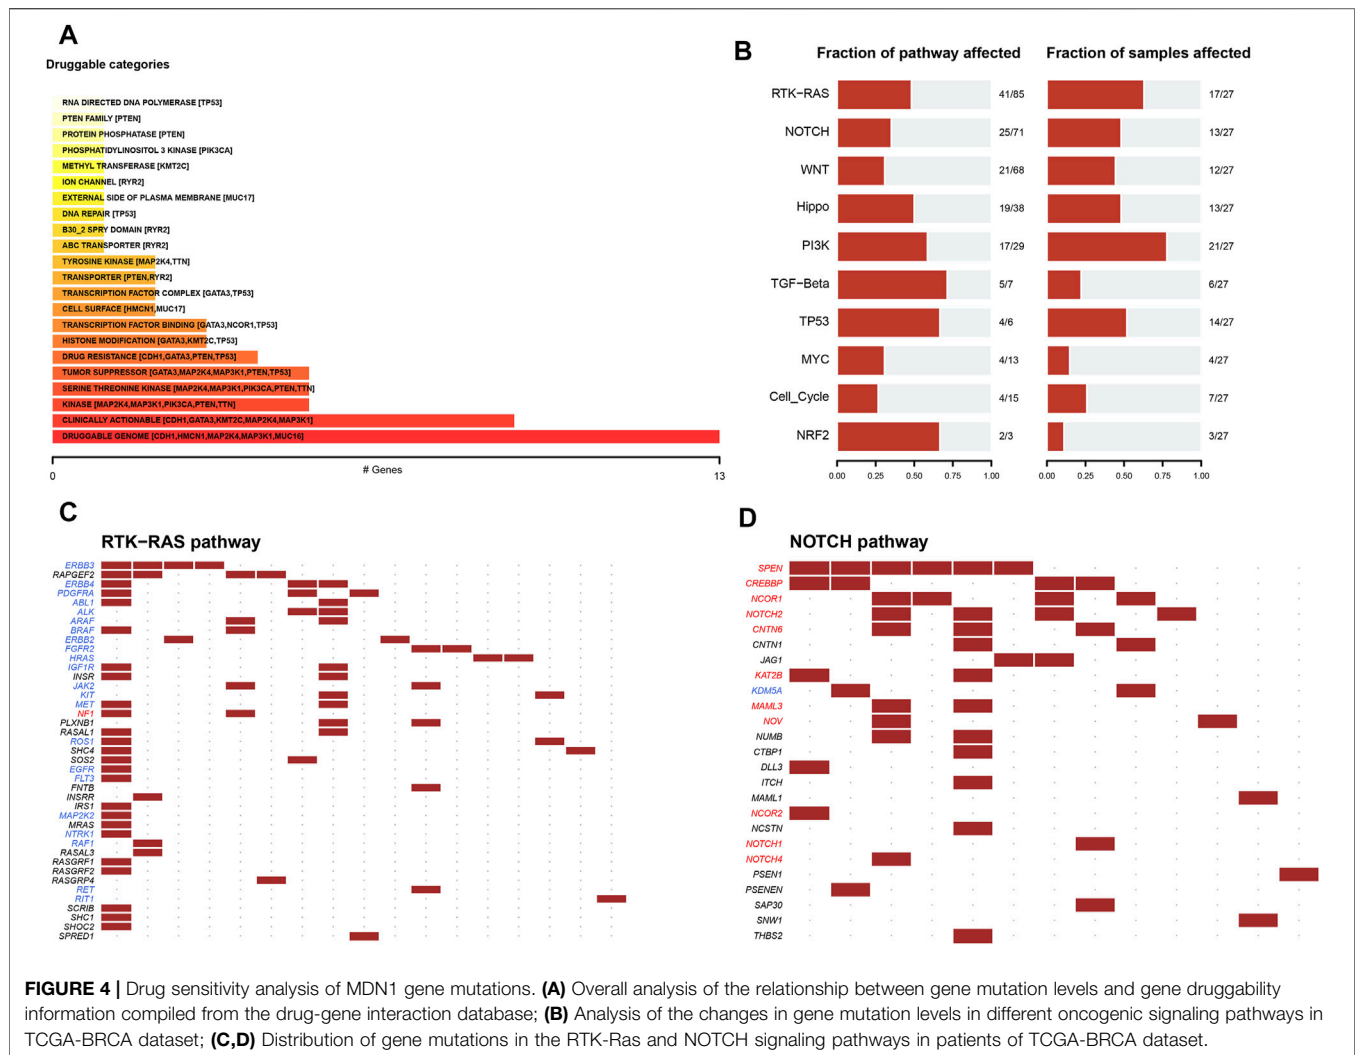 A
Druggable categories
RNA DIRECTED DNA POLYMERASE [TP53]
PTEN FAMILY [PTEN]
PROTEIN PHOSPHATASE [PTEN]
PHOSPHATIDYLINOSITOL 3 KINASE [PIK3CA]
METHYL TRANSFERASE [KMT2C]
ION CHANNEL [RYR2]
EXTERNAL SIDE OF PLASMA MEMBRANE [MUC17]
DNA REPAIR [TP53]
B30_2 SPRY DOMAIN [RYR2]
ABC TRANSPORTER [RYR2]
TYROSINE KINASE [MAP2K4,TTN]
TRANSPORTER [PTEN,RYR2]
TRANSCRIPTION FACTOR COMPLEX [GATA3,TP53]
CELL SURFACE [HMCN1,MUC17]
TRANSCRIPTION FACTOR BINDING [GATA3,NCOR1,TP53]
HISTONE MODIFICATION [GATA3,KMT2C,TP53]
DRUG RESISTANCE [CDH1,GATA3,PTEN,TP53]
TUMOR SUPPRESSOR [GATA3,MAP2K4,MAP3K1,PTEN,TP53]
SERINE THREONINE KINASE [MAP2K4,MAP3K1,PIK3CA,PTEN,TTN]
KINASE [MAP2K4,MAP3K1,PIK3CA,PTEN,TTN]
CLINICALLY ACTIONABLE [CDH1,GATA3,KMT2C,MAP2K4,MAP3K1]
DRUGGABLE GENOME [CDH1,HMCN1,MAP2K4,MAP3K1,MUC16]
0 # Genes 13
B
Fraction of pathway affected Fraction of samples affected
RTK−RAS 41/85 17/27
NOTCH 25/71 13/27
WNT 21/68 12/27
Hippo 19/38 13/27
PI3K 17/29 21/27
TGF−Beta 5/7 6/27
TP53 4/6 14/27
MYC 4/13 4/27
Cell_Cycle 4/15 7/27
NRF2 2/3 3/27
0.00 0.25 0.50 0.75 1.00 0.00 0.25 0.50 0.75 1.00
C
RTK−RAS pathway
ERBB3
RAPGEF2
ERBB4
PDGFRA
ABL1
ALK
ARAF
BRAF
ERBB2
FGFR2
HRAS
IGF1R
INSR
JAK2
KIT
MET
NF1
PLXNB1
RASAL1
ROS1
SHC4
SOS2
EGFR
FLT3
FNTB
INSRR
IRS1
MAP2K2
MRAS
NTRK1
RAF1
RASAL3
RASGRF1
RASGRF2
RASGRP4
RET
RIT1
SCRIB
SHC1
SHOC2
SPRED1
D
NOTCH pathway
SPEN
CREBBP
NCOR1
NOTCH2
CNTN6
CNTN1
JAG1
KAT2B
KDM5A
MAML3
NOV
NUMB
CTBP1
DLL3
ITCH
MAML1
NCOR2
NCSTN
NOTCH1
NOTCH4
PSEN1
PSENEN
SAP30
SNW1
THBS2
FIGURE 4 | Drug sensitivity analysis of MDN1 gene mutations. (A) Overall analysis of the relationship between gene mutation levels and gene druggability
information compiled from the drug-gene interaction database; (B) Analysis of the changes in gene mutation levels in different oncogenic signaling pathways in
TCGA-BRCA dataset; (C,D) Distribution of gene mutations in the RTK-Ras and NOTCH signaling pathways in patients of TCGA-BRCA dataset.